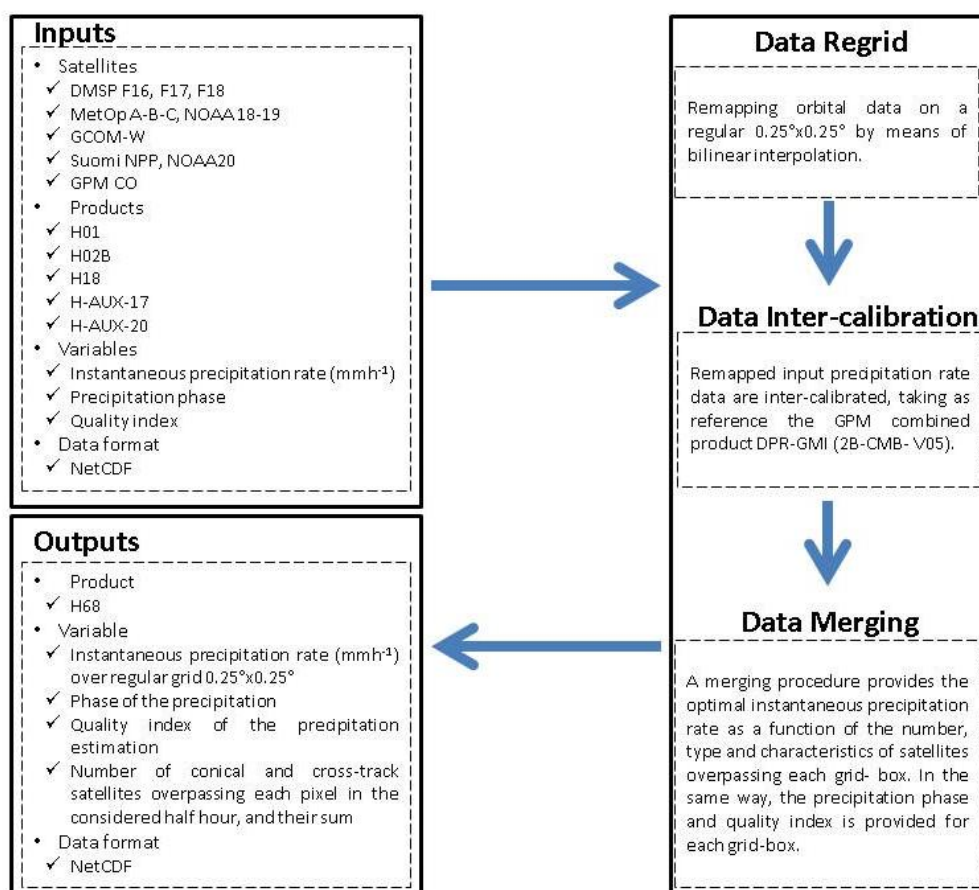 Inputs
• Satellites
✓ DMSP F16, F17, F18
✓ MetOp A-B-C, NOAA18-19
✓ GCOM-W
✓ Suomi NPP, NOAA20
✓ GPM CO
• Products
✓ H01
✓ H02B
✓ H18
✓ H-AUX-17
✓ H-AUX-20
• Variables
✓ Instantaneous precipitation rate (mmh⁻¹)
✓ Precipitation phase
✓ Quality index
• Data format
✓ NetCDF
Data Regrid
Remapping orbital data on a
regular 0.25°x0.25° by means of
bilinear interpolation.
Data Inter-calibration
Remapped input precipitation rate
data are inter-calibrated, taking as
reference the GPM combined
product DPR-GMI (2B-CMB- V05).
Data Merging
A merging procedure provides the
optimal instantaneous precipitation
rate as a function of the number,
type and characteristics of satellites
overpassing each grid- box. In the
same way, the precipitation phase
and quality index is provided for
each grid-box.
Outputs
• Product
✓ H68
• Variable
✓ Instantaneous precipitation rate (mmh⁻¹)
over regular grid 0.25°x0.25°
✓ Phase of the precipitation
✓ Quality index of the precipitation
estimation
✓ Number of conical and cross-track
satellites overpassing each pixel in the
considered half hour, and their sum
• Data format
✓ NetCDF